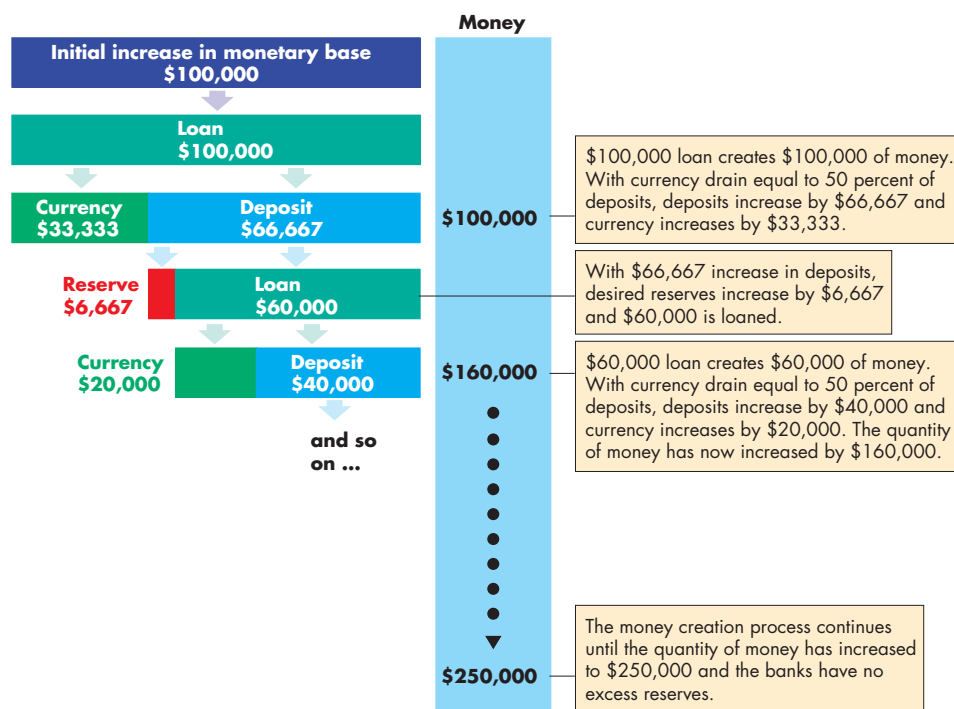 Money
Initial increase in monetary base
$100,000
Loan
$100,000
Currency
$33,333
Deposit
$66,667
$100,000
$100,000 loan creates $100,000 of money.
With currency drain equal to 50 percent of
deposits, deposits increase by $66,667 and
currency increases by $33,333.
Reserve
$6,667
Loan
$60,000
With $66,667 increase in deposits,
desired reserves increase by $6,667
and $60,000 is loaned.
Currency
$20,000
Deposit
$40,000
$160,000
$60,000 loan creates $60,000 of money.
With currency drain equal to 50 percent of
deposits, deposits increase by $40,000 and
currency increases by $20,000. The quantity
of money has now increased by $160,000.
and so
on ...
$250,000
The money creation process continues
until the quantity of money has increased
to $250,000 and the banks have no
excess reserves.